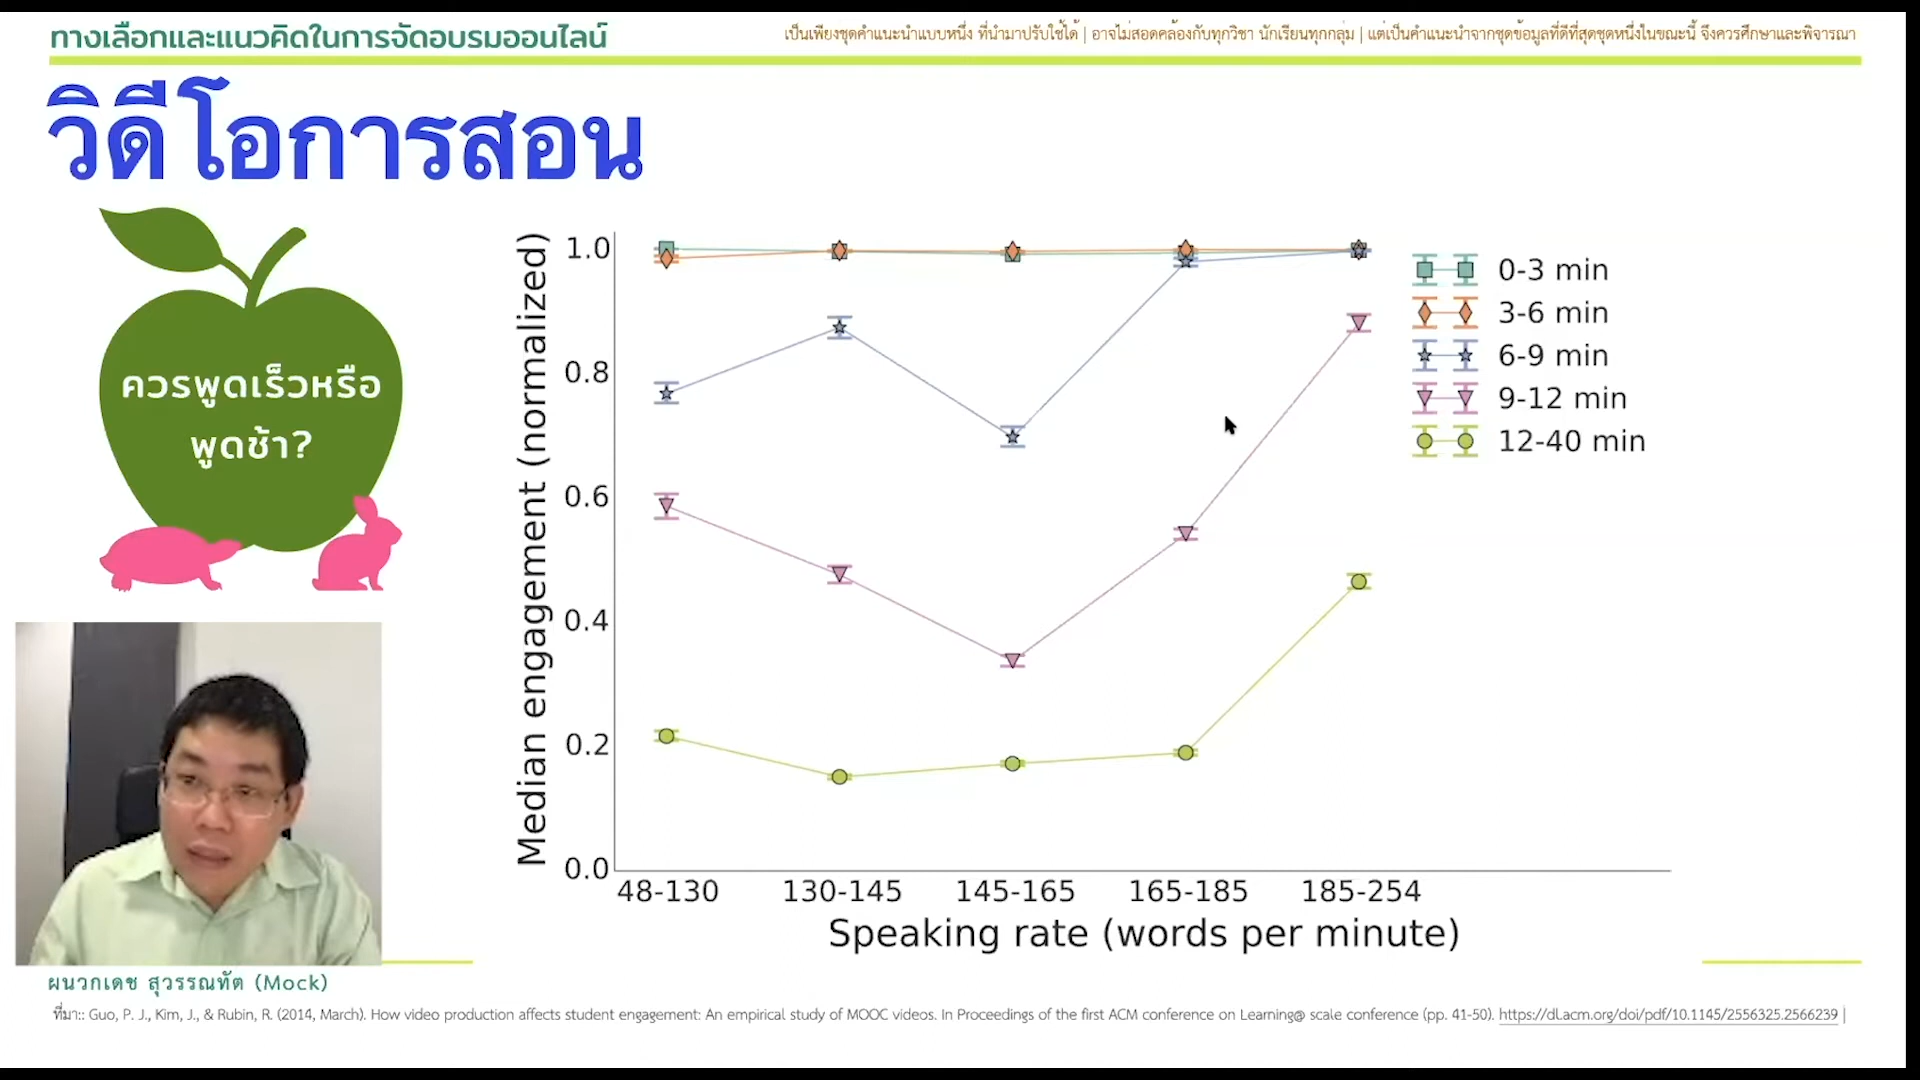 ทางเลือกและแนวคิดในการจัดอบรมออนไลน์
เป็นเพียงชุดคำแนะนำแบบหนึ่ง ที่นำมาปรับใช้ได้ | อาจไม่สอดคล้องกับทุกวิชา นักเรียนทุกกลุ่ม | แต่เป็นคำแนะนำจากชุดข้อมูลที่ดีที่สุดชุดหนึ่งในขณะนี้ จึงควรศึกษาและพิจารณา
วิดีโอการสอน
ควรพูดเร็วหรือ
พูดช้า?
Median engagement (normalized)
1.0
0.8
0.6
0.4
0.2
0.0
48-130 130-145 145-165 165-185 185-254
Speaking rate (words per minute)
0-3 min
3-6 min
6-9 min
9-12 min
12-40 min
ผนวกเดช สุวรรณทัต (Mock)
ที่มา:: Guo, P. J., Kim, J., & Rubin, R. (2014, March). How video production affects student engagement: An empirical study of MOOC videos. In Proceedings of the first ACM conference on Learning@ scale conference (pp. 41-50). https://dl.acm.org/doi/pdf/10.1145/2556325.2566239 |